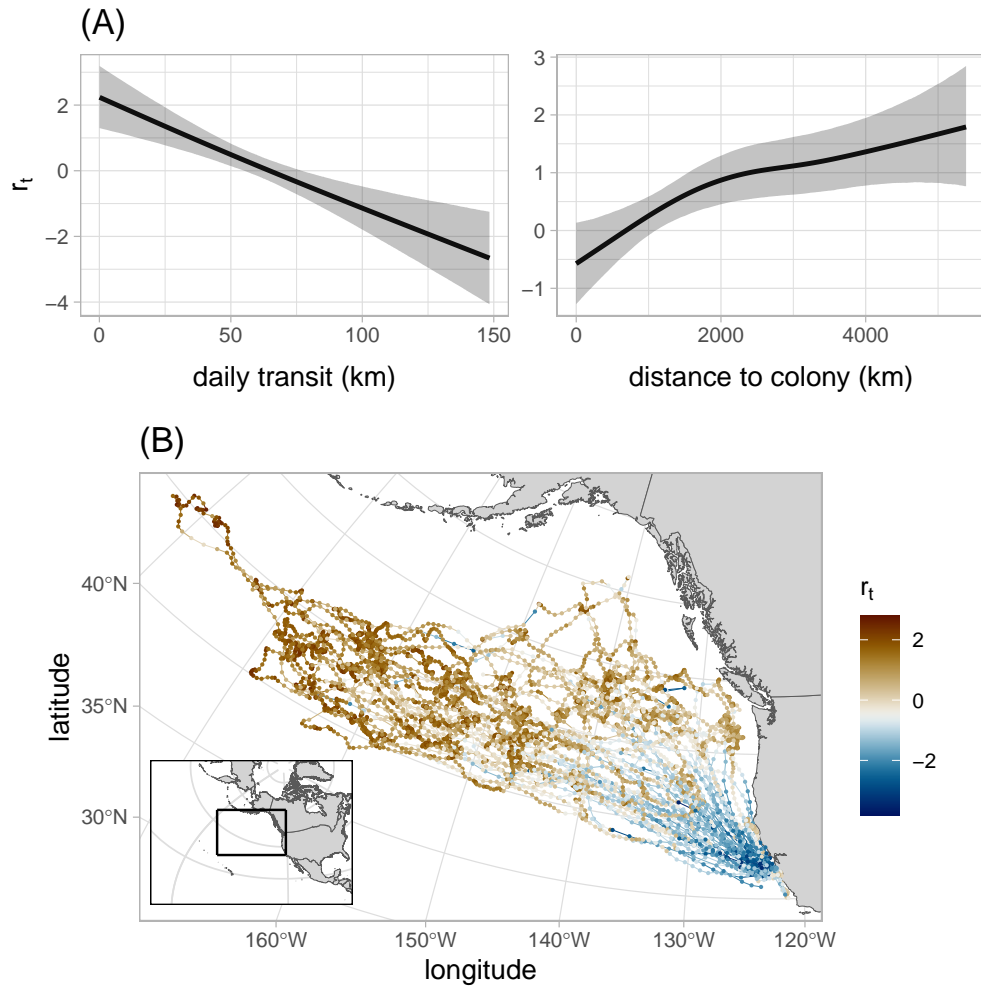 (A)
r_t
2
0
−2
−4
0 50 100 150
daily transit (km)
3
2
1
0
−1
0 2000 4000
distance to colony (km)
(B)
latitude
40°N
35°N
30°N
160°W 150°W 140°W 130°W 120°W
longitude
r_t
2
0
−2